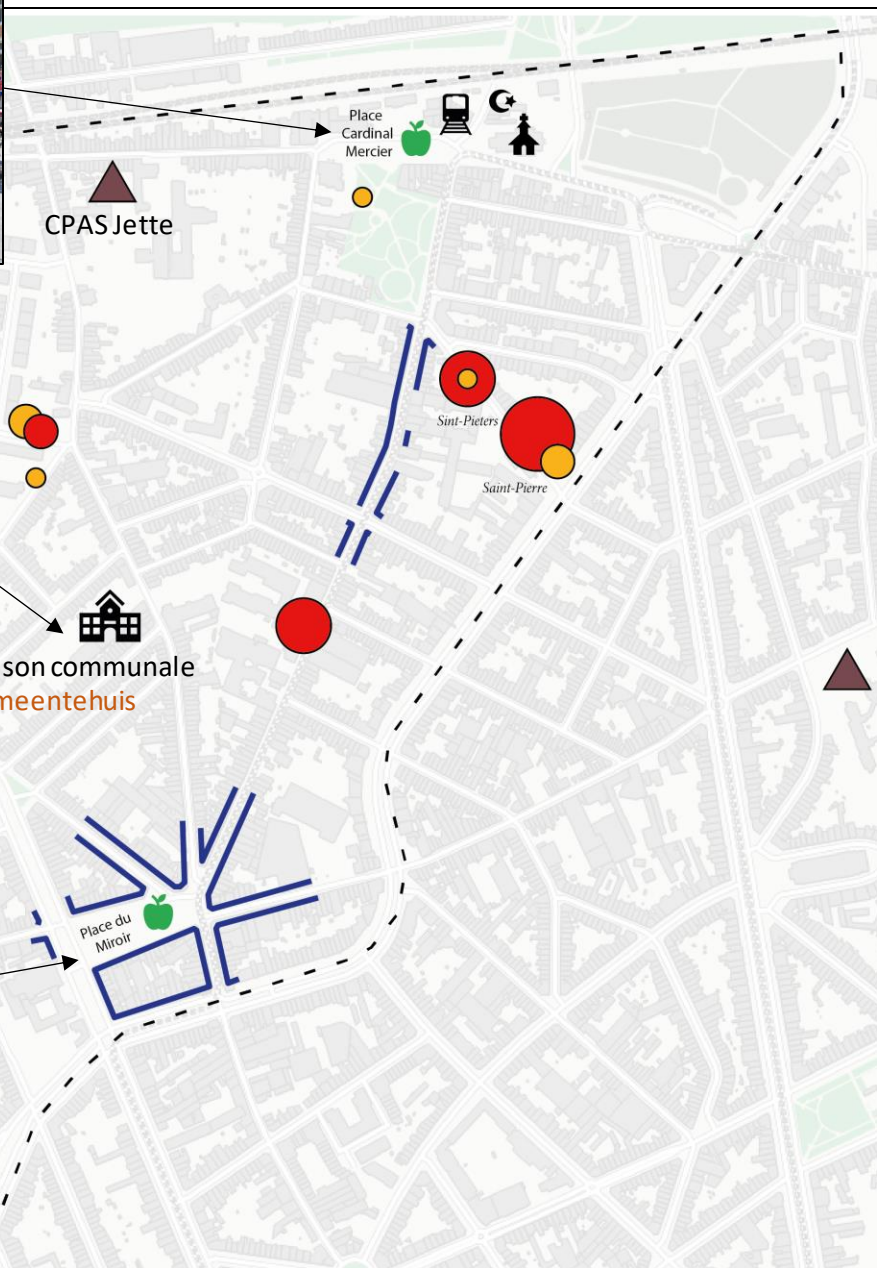 Place
Cardinal
Mercier
CPAS Jette
Sint-Pieters
Saint-Pierre
son communale
meentehuis
Place du
Miroir